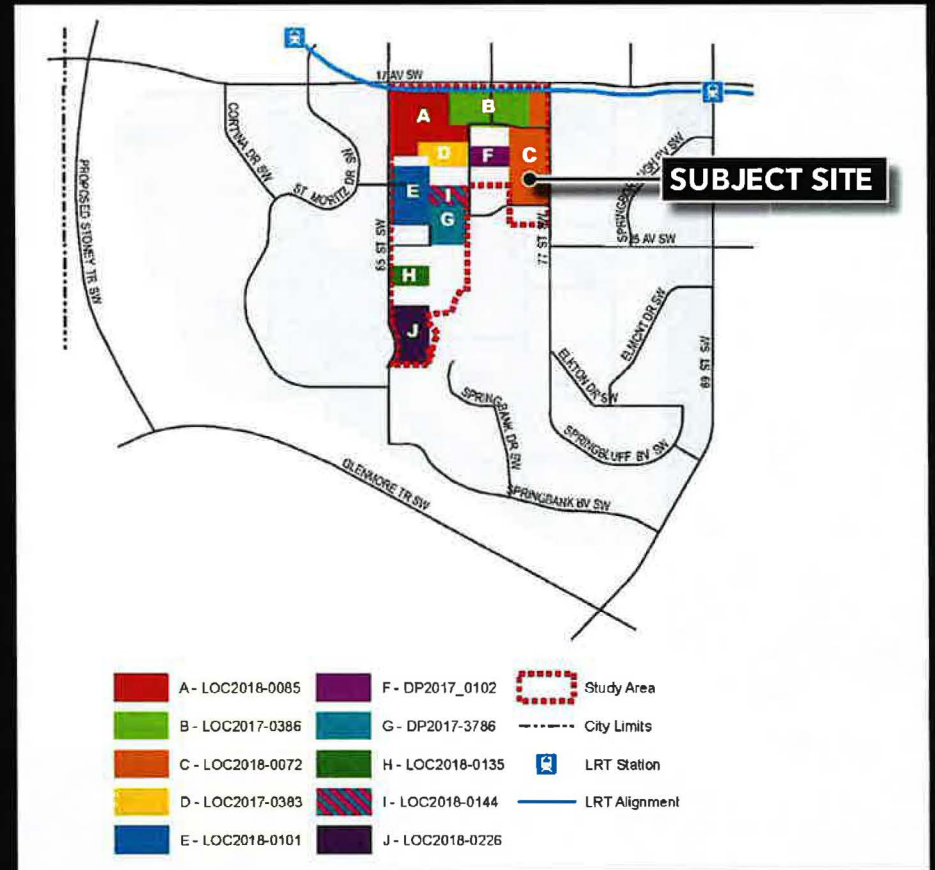 17 AV SW
A
B
C
D
F
E
I
G
H
J
SUBJECT SITE
CORTINA DR SW
ST. MORITZ DR SW
PROPOSED STONEY TR SW
85 ST SW
77 ST SW
69 ST SW
ELMONT DR SW
ELKTON DR SW
SPRINGBLUFF BV SW
SPRINGBANK DR SW
SPRINGBANK BV SW
GLENMORE TR SW
A - LOC2018-0085
F - DP2017_0102
Study Area
B - LOC2017-0386
G - DP2017-3786
City Limits
C - LOC2018-0072
H - LOC2018-0135
LRT Station
D - LOC2017-0383
I - LOC2018-0144
LRT Alignment
E - LOC2018-0101
J - LOC2018-0226